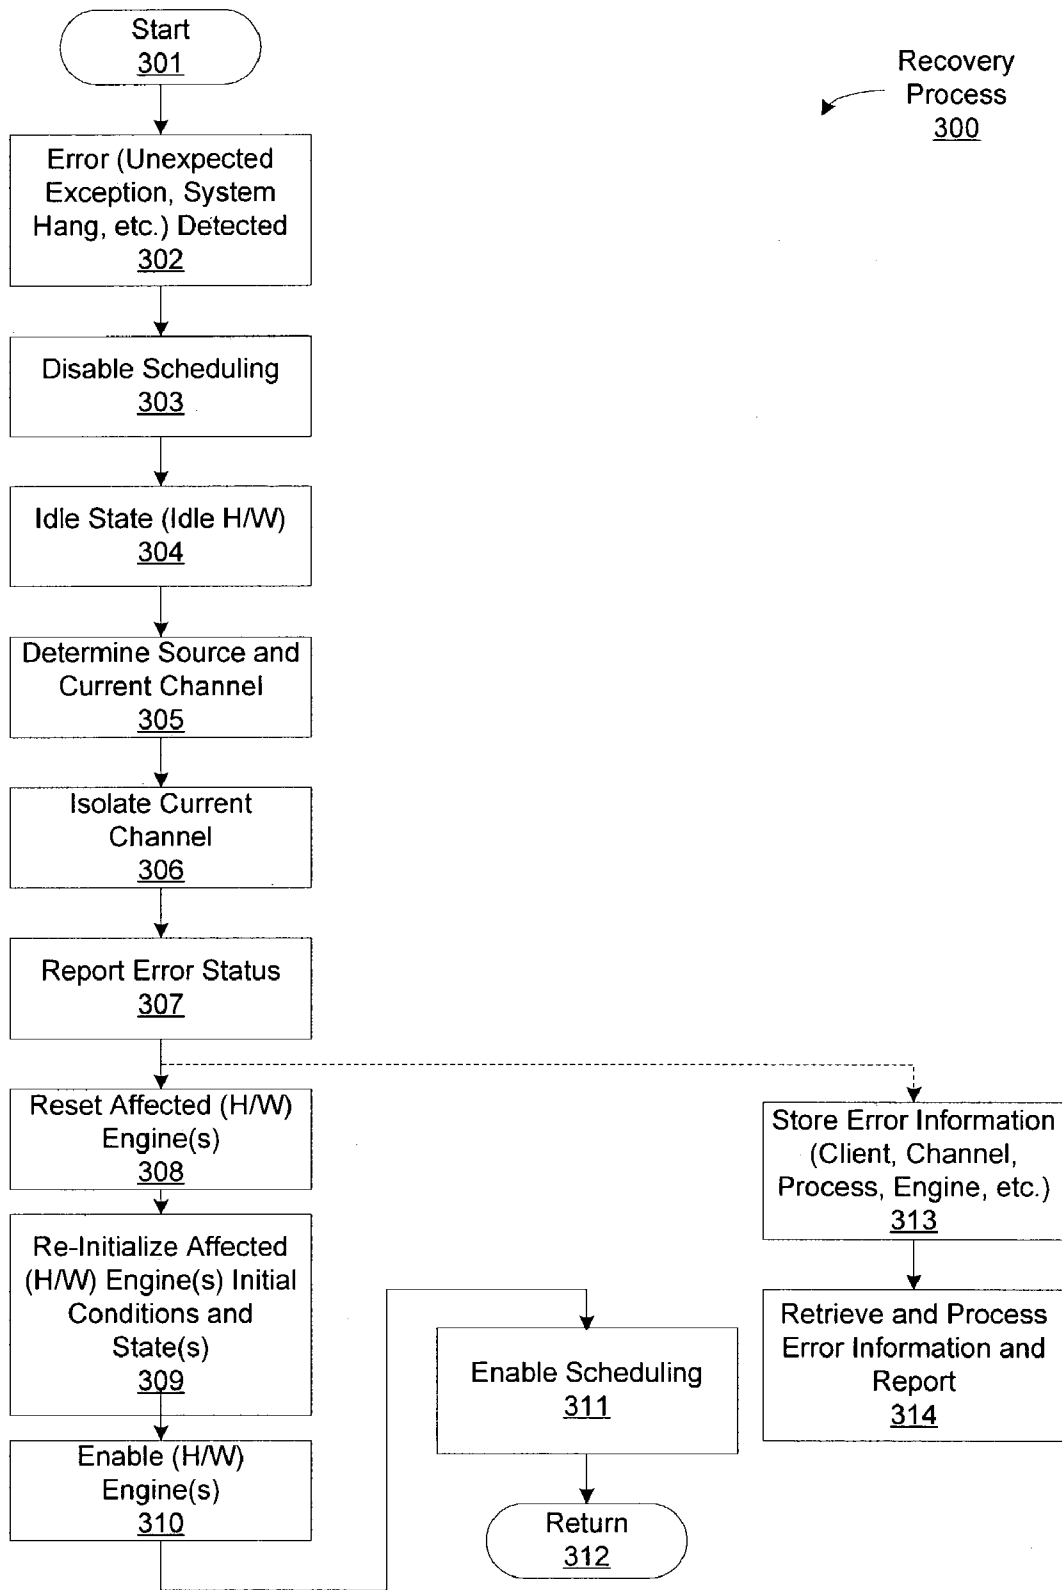 Start
301
Recovery
Process
300
Error (Unexpected
Exception, System
Hang, etc.) Detected
302
Disable Scheduling
303
Idle State (Idle H/W)
304
Determine Source and
Current Channel
305
Isolate Current
Channel
306
Report Error Status
307
Reset Affected (H/W)
Engine(s)
308
Store Error Information
(Client, Channel,
Process, Engine, etc.)
313
Re-Initialize Affected
(H/W) Engine(s) Initial
Conditions and
State(s)
309
Enable Scheduling
311
Retrieve and Process
Error Information and
Report
314
Enable (H/W)
Engine(s)
310
Return
312